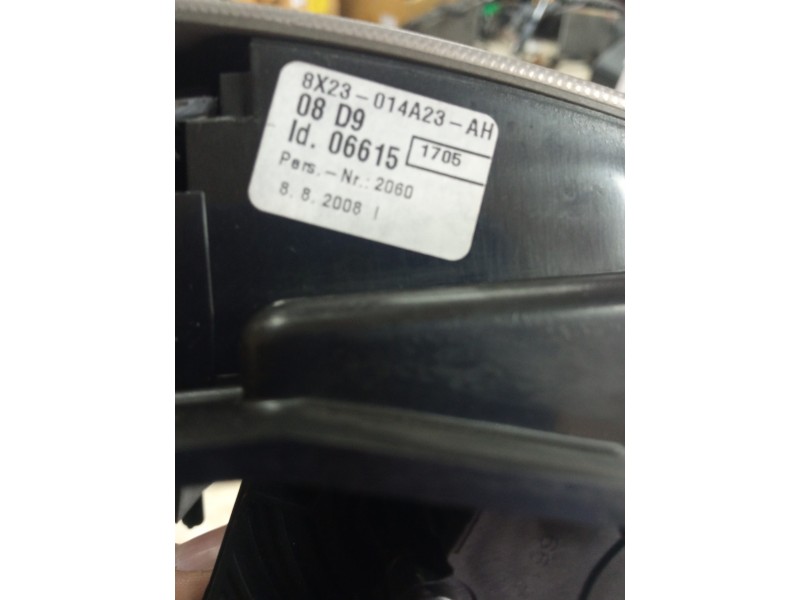 8X23-014A23-AH
08 D9
Id. 06615 1705
Pers.-Nr.: 2060
8. 8. 2008 |